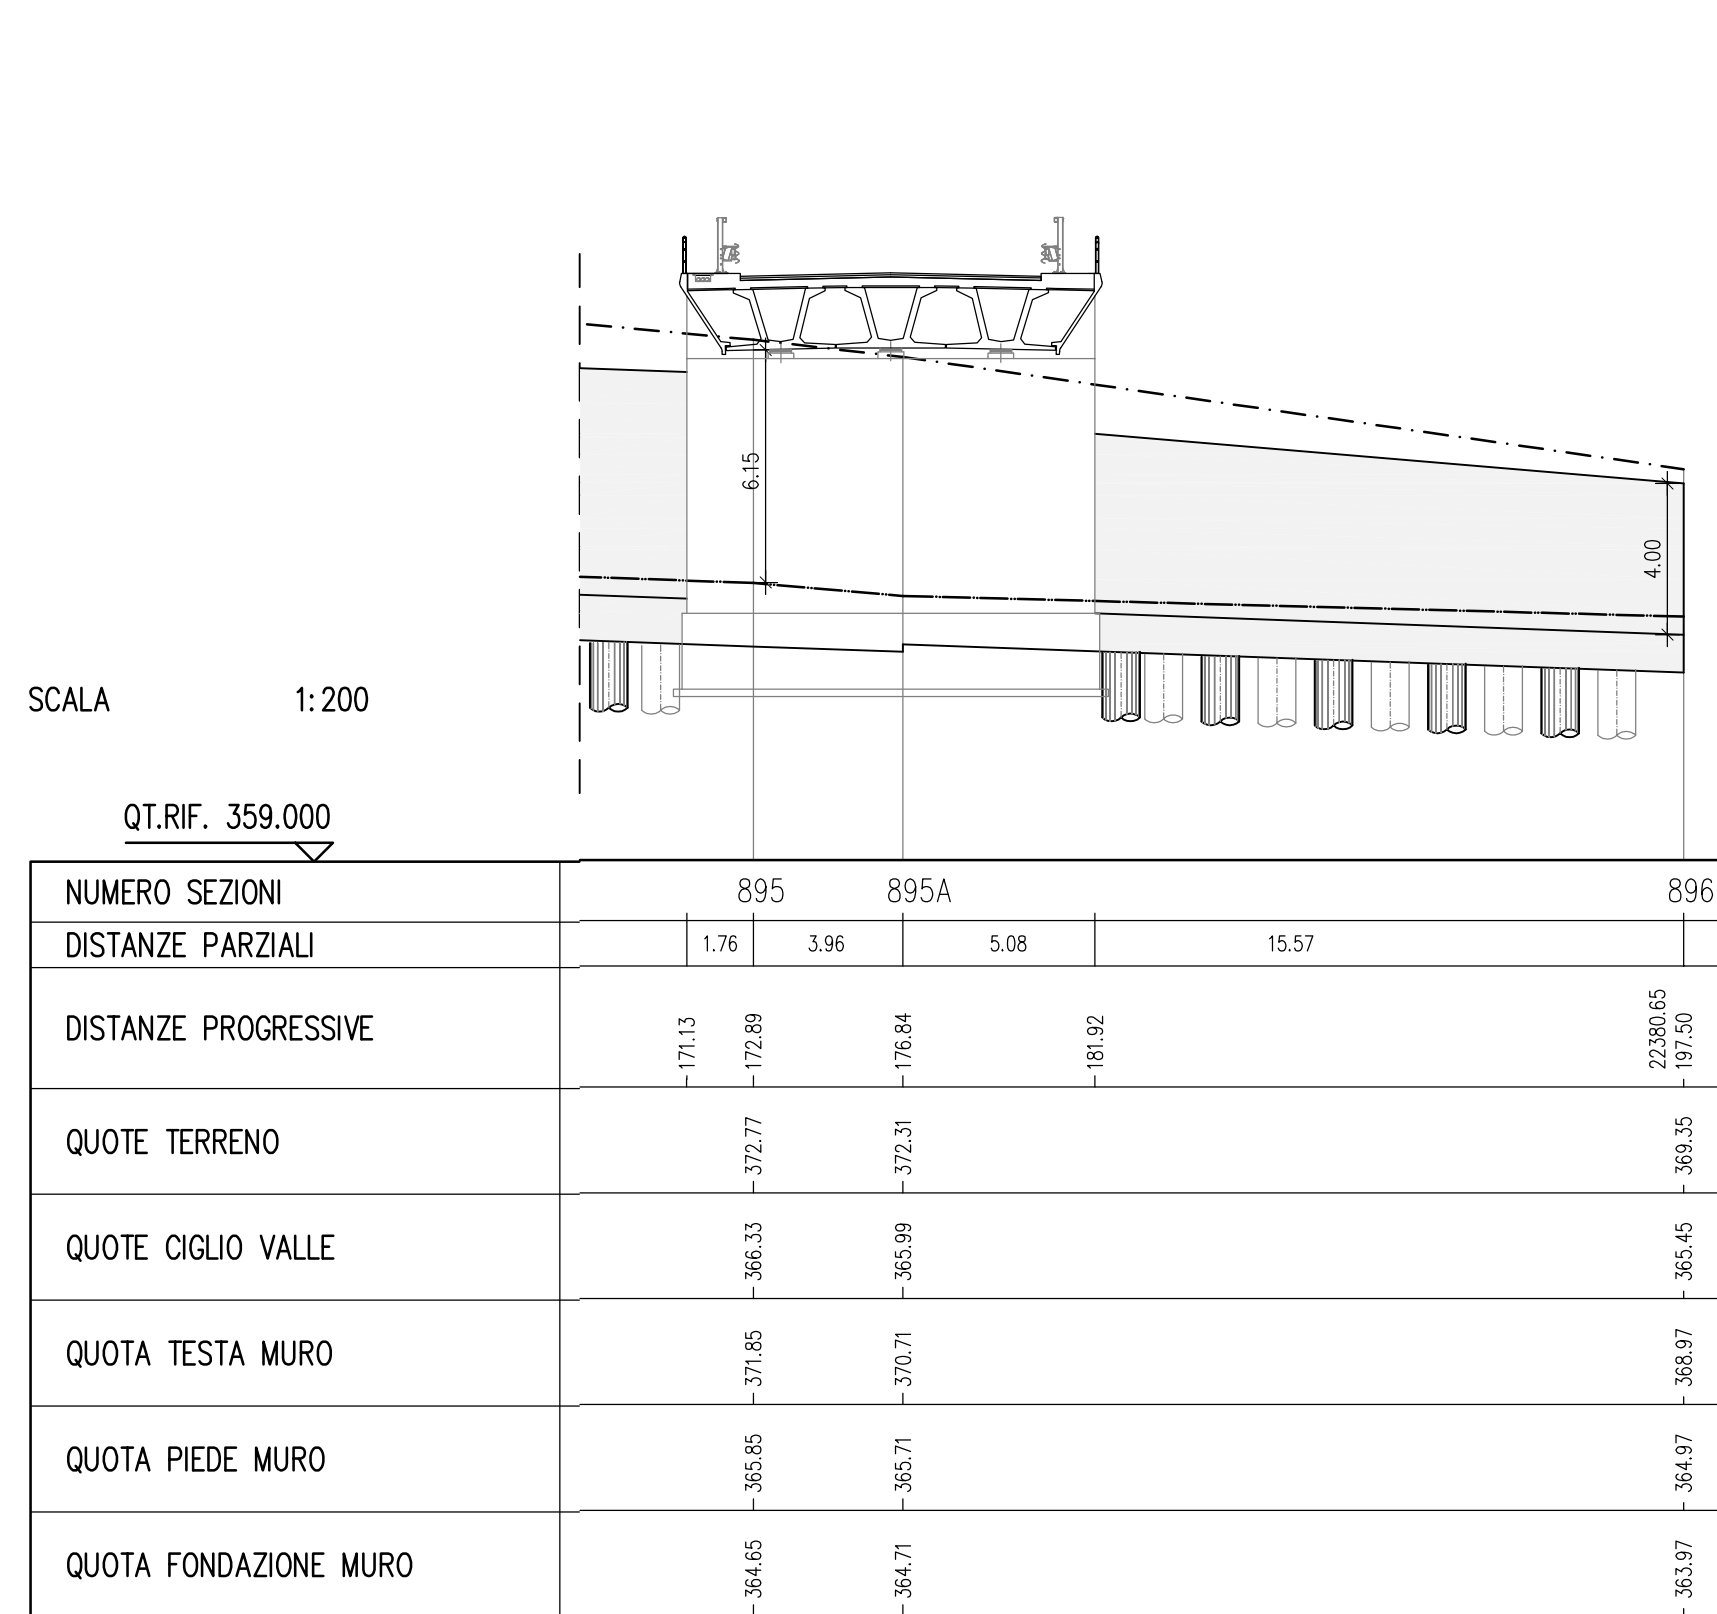 6.15
4.00
SCALA 1:200
QT.RIF. 359.000
NUMERO SEZIONI 895 895A 896
DISTANZE PARZIALI 1.76 3.96 5.08 15.57
DISTANZE PROGRESSIVE 171.13 172.89 176.84 181.92 22380.65 197.50
QUOTE TERRENO 372.77 372.31 369.35
QUOTE CIGLIO VALLE 366.33 365.99 365.45
QUOTA TESTA MURO 371.85 370.71 368.97
QUOTA PIEDE MURO 365.85 365.71 364.97
QUOTA FONDAZIONE MURO 364.65 364.71 363.97